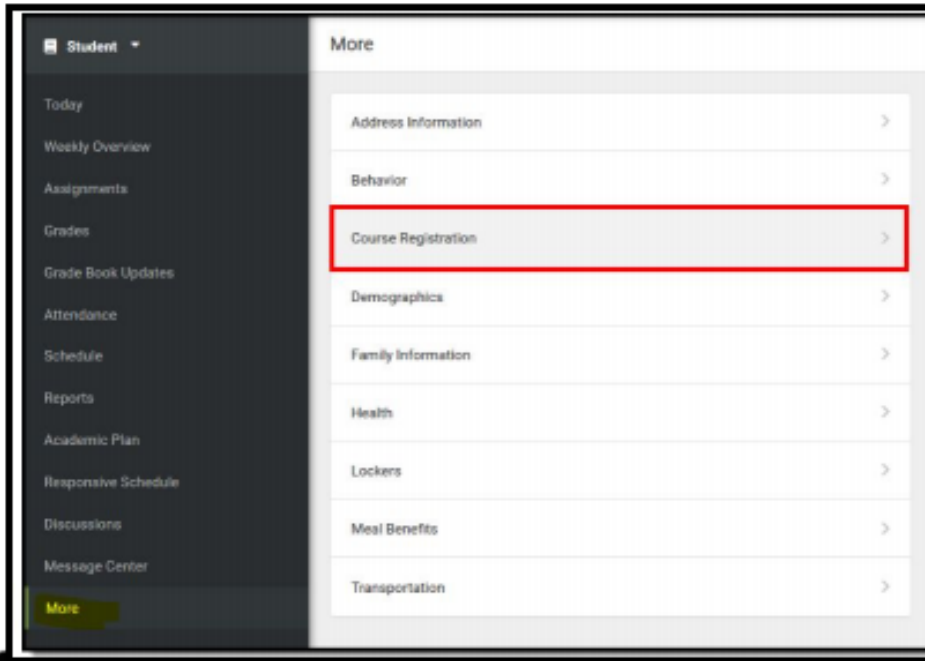 Student
Today
Weekly Overview
Assignments
Grades
Grade Book Updates
Attendance
Schedule
Reports
Academic Plan
Responsive Schedule
Discussions
Message Center
More
More
Address Information
Behavior
Course Registration
Demographics
Family Information
Health
Lockers
Meal Benefits
Transportation